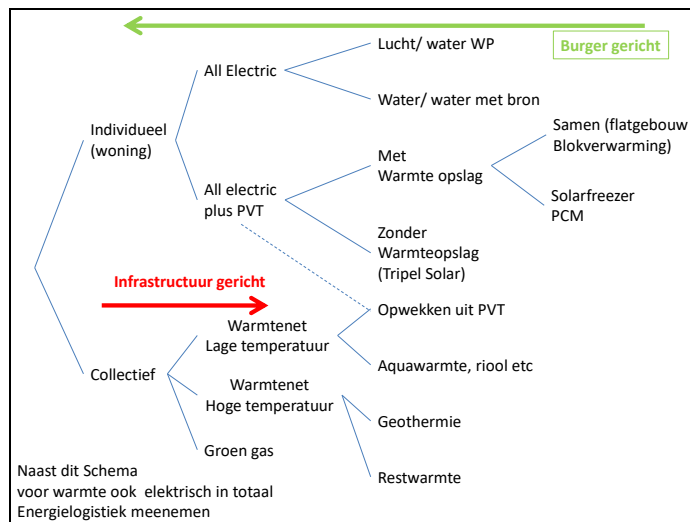 Burger gericht
Lucht/ water WP
All Electric
Water/ water met bron
Individueel
(woning)
Samen (flatgebouw
Blokverwarming)
Met
Warmte opslag
All electric
plus PVT
Solarfreezer
PCM
Zonder
Warmteopslag
(Tripel Solar)
Infrastructuur gericht
Opwekken uit PVT
Warmtenet
Lage temperatuur
Aquawarmte, riool etc
Collectief
Warmtenet
Hoge temperatuur
Geothermie
Groen gas
Restwarmte
Naast dit Schema
voor warmte ook  elektrisch in totaal
Energielogistiek meenemen